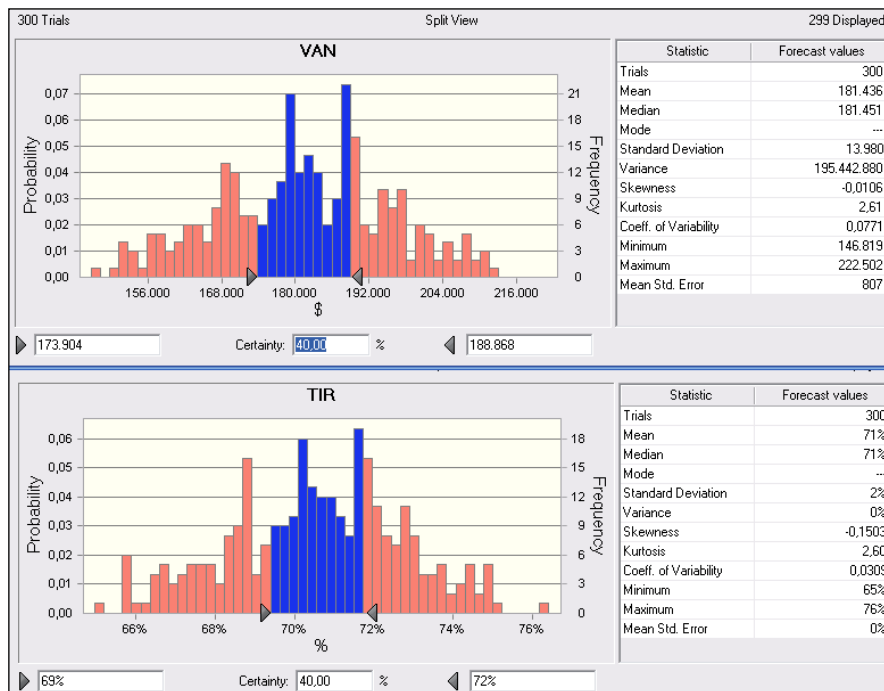 300 Trials Split View 299 Displayed
VAN
Probability
0,07
0,06
0,05
0,04
0,03
0,02
0,01
0,00
21
18
15
12
9
6
3
0
Frequency
156.000 168.000 180.000 192.000 204.000 216.000
$
Statistic Forecast values
Trials 300
Mean 181.436
Median 181.451
Mode ---
Standard Deviation 13.980
Variance 195.442.880
Skewness -0,0106
Kurtosis 2,61
Coeff. of Variability 0,0771
Minimum 146.819
Maximum 222.502
Mean Std. Error 807
173.904 Certainty: 40,00 % 188.868
TIR
Probability
0,06
0,05
0,04
0,03
0,02
0,01
0,00
18
15
12
9
6
3
0
Frequency
66% 68% 70% 72% 74% 76%
%
Statistic Forecast values
Trials 300
Mean 71%
Median 71%
Mode ---
Standard Deviation 2%
Variance 0%
Skewness -0,1503
Kurtosis 2,60
Coeff. of Variability 0,0309
Minimum 65%
Maximum 76%
Mean Std. Error 0%
69% Certainty: 40,00 % 72%